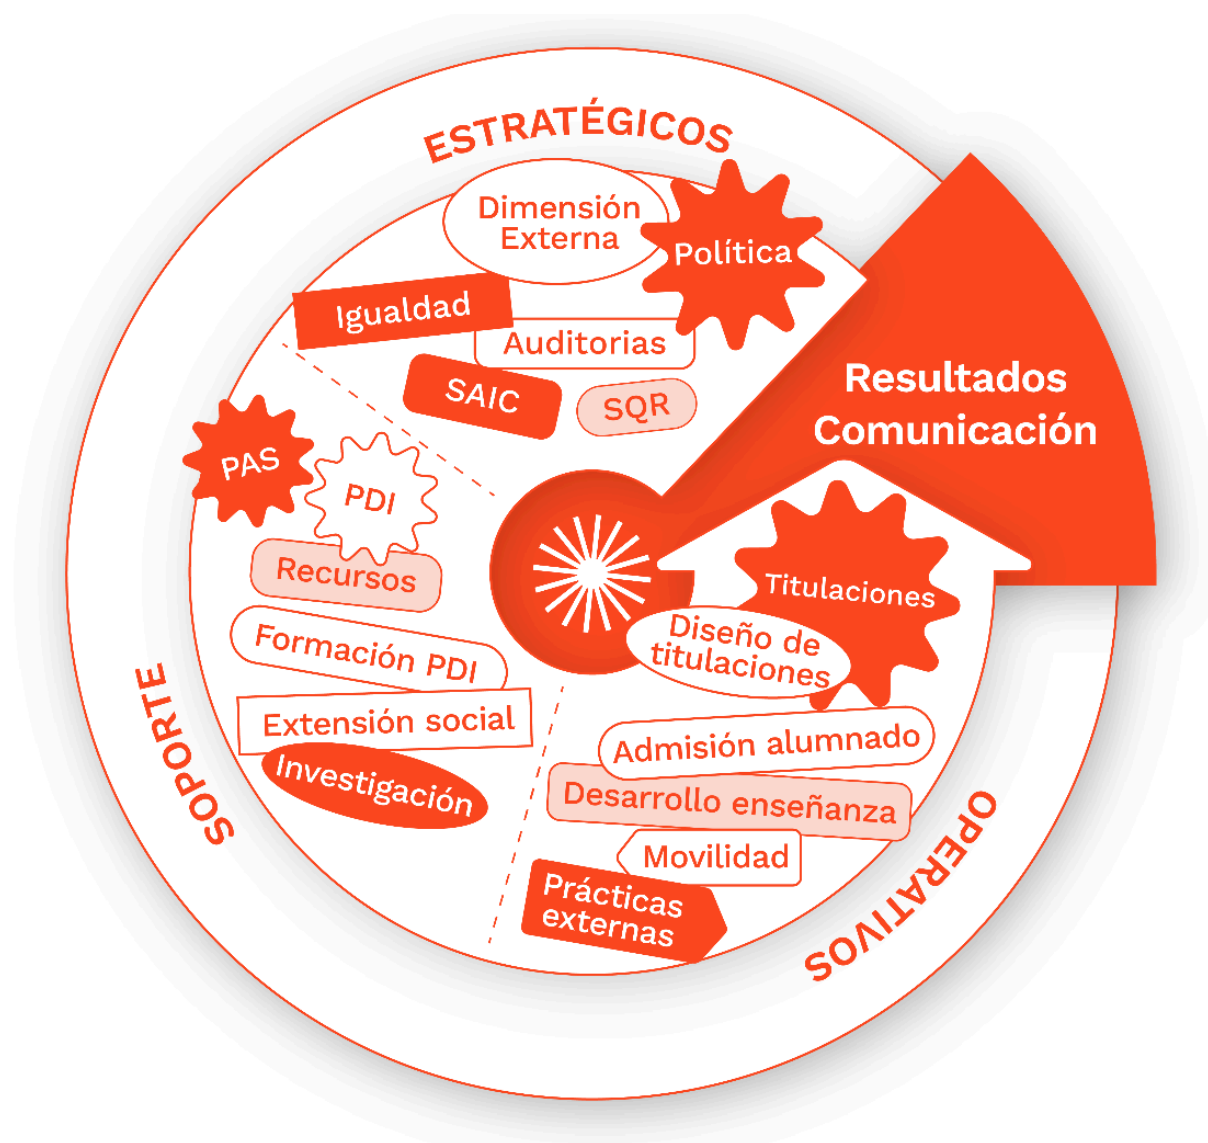 ESTRATÉGICOS
Dimensión
Externa
Política
Igualdad
Auditorias
SAIC
SQR
Resultados
Comunicación
PAS
PDI
Recursos
Formación PDI
Extensión social
Investigación
SOPORTE
Titulaciones
Diseño de
titulaciones
Admisión alumnado
Desarrollo enseñanza
Movilidad
Prácticas
externas
OPERATIVOS